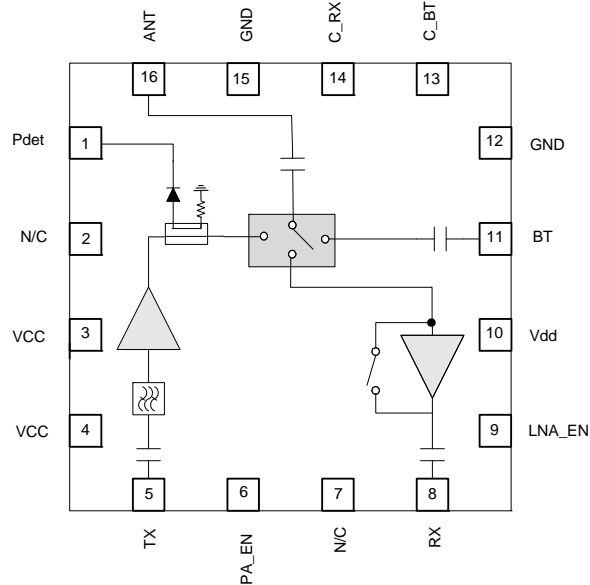 ANT
GND
C_RX
C_BT
16
15
14
13
Pdet
1
12
GND
N/C
2
11
BT
VCC
3
10
Vdd
VCC
4
9
LNA_EN
5
6
7
8
TX
PA_EN
N/C
RX